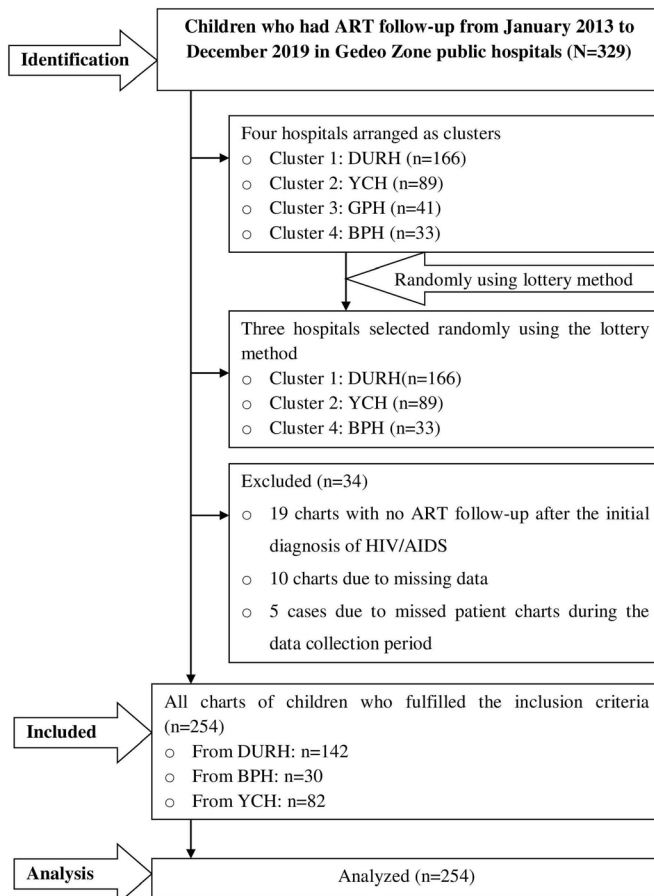 Children who had ART follow-up from January 2013 to
December 2019 in Gedeo Zone public hospitals (N=329)
Identification
Four hospitals arranged as clusters
○ Cluster 1: DURH (n=166)
○ Cluster 2: YCH (n=89)
○ Cluster 3: GPH (n=41)
○ Cluster 4: BPH (n=33)
Randomly using lottery method
Three hospitals selected randomly using the lottery
method
○ Cluster 1: DURH(n=166)
○ Cluster 2: YCH (n=89)
○ Cluster 4: BPH (n=33)
Excluded (n=34)
○ 19 charts with no ART follow-up after the initial
diagnosis of HIV/AIDS
○ 10 charts due to missing data
○ 5 cases due to missed patient charts during the
data collection period
All charts of children who fulfilled the inclusion criteria
(n=254)
○ From DURH: n=142
○ From BPH: n=30
○ From YCH: n=82
Included
Analysis
Analyzed (n=254)